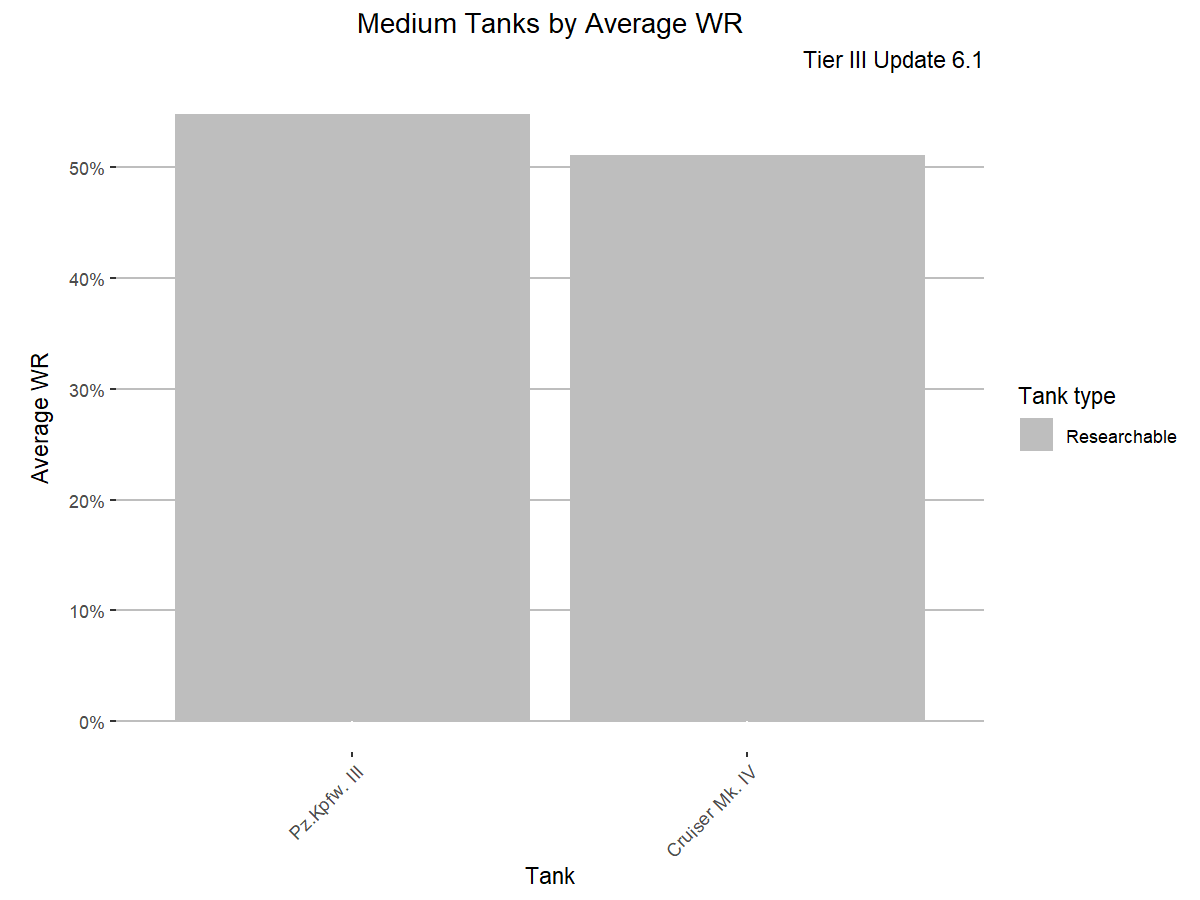 Medium Tanks by Average WR
Tier III Update 6.1
Average WR
50%
40%
30%
20%
10%
0%
Pz.Kpfw. III
Cruiser Mk. IV
Tank
Tank type
Researchable